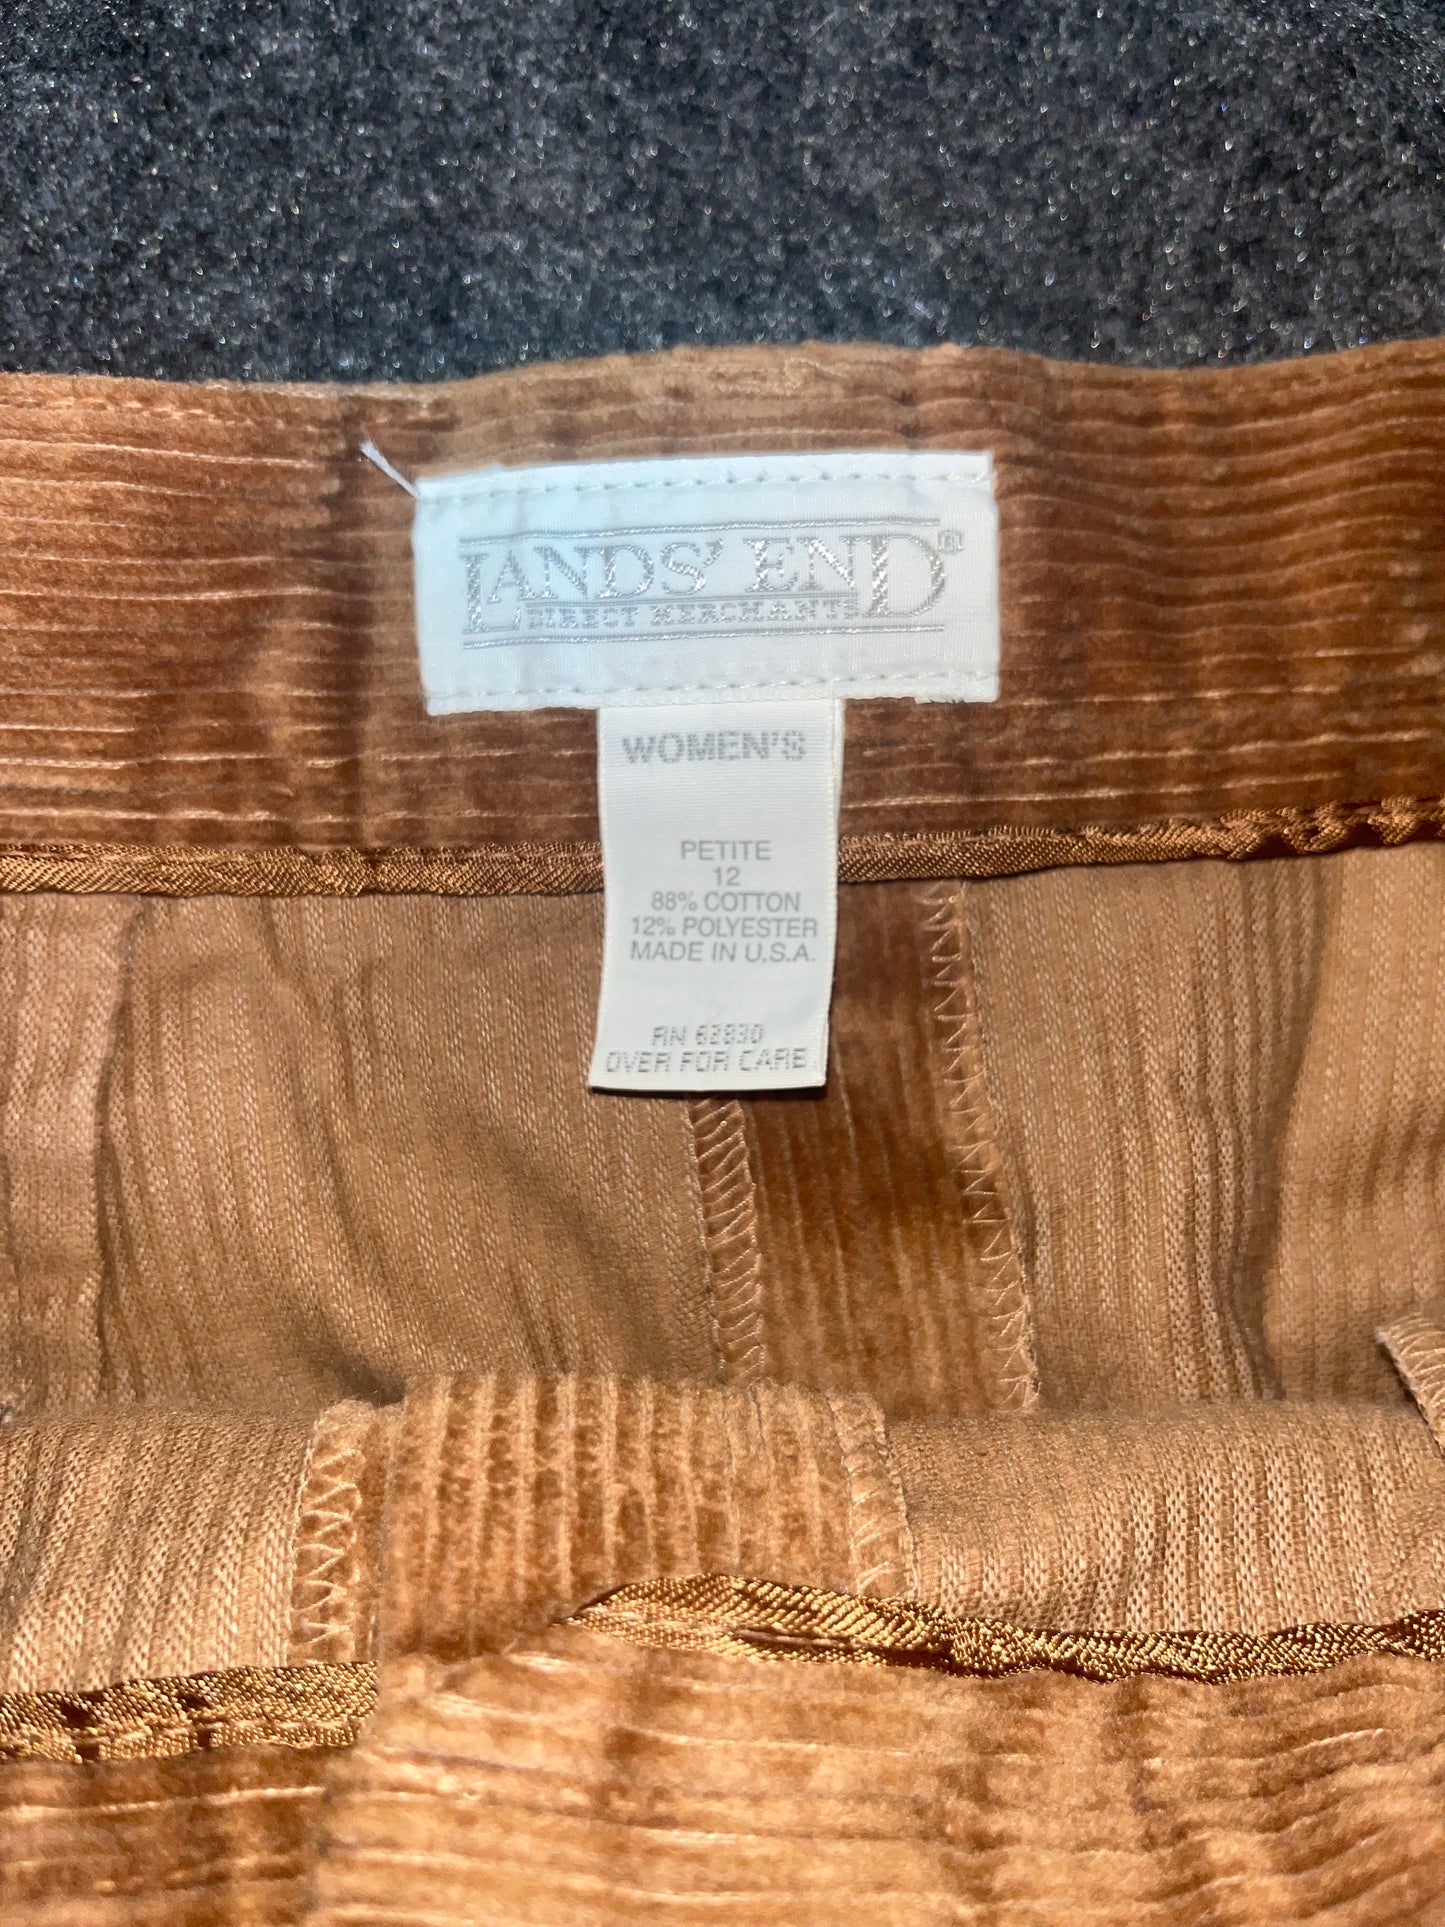 LANDS' END®
DIRECT MERCHANTS
WOMEN'S
PETITE
12
88% COTTON
12% POLYESTER
MADE IN U.S.A.
RN 62830
OVER FOR CARE